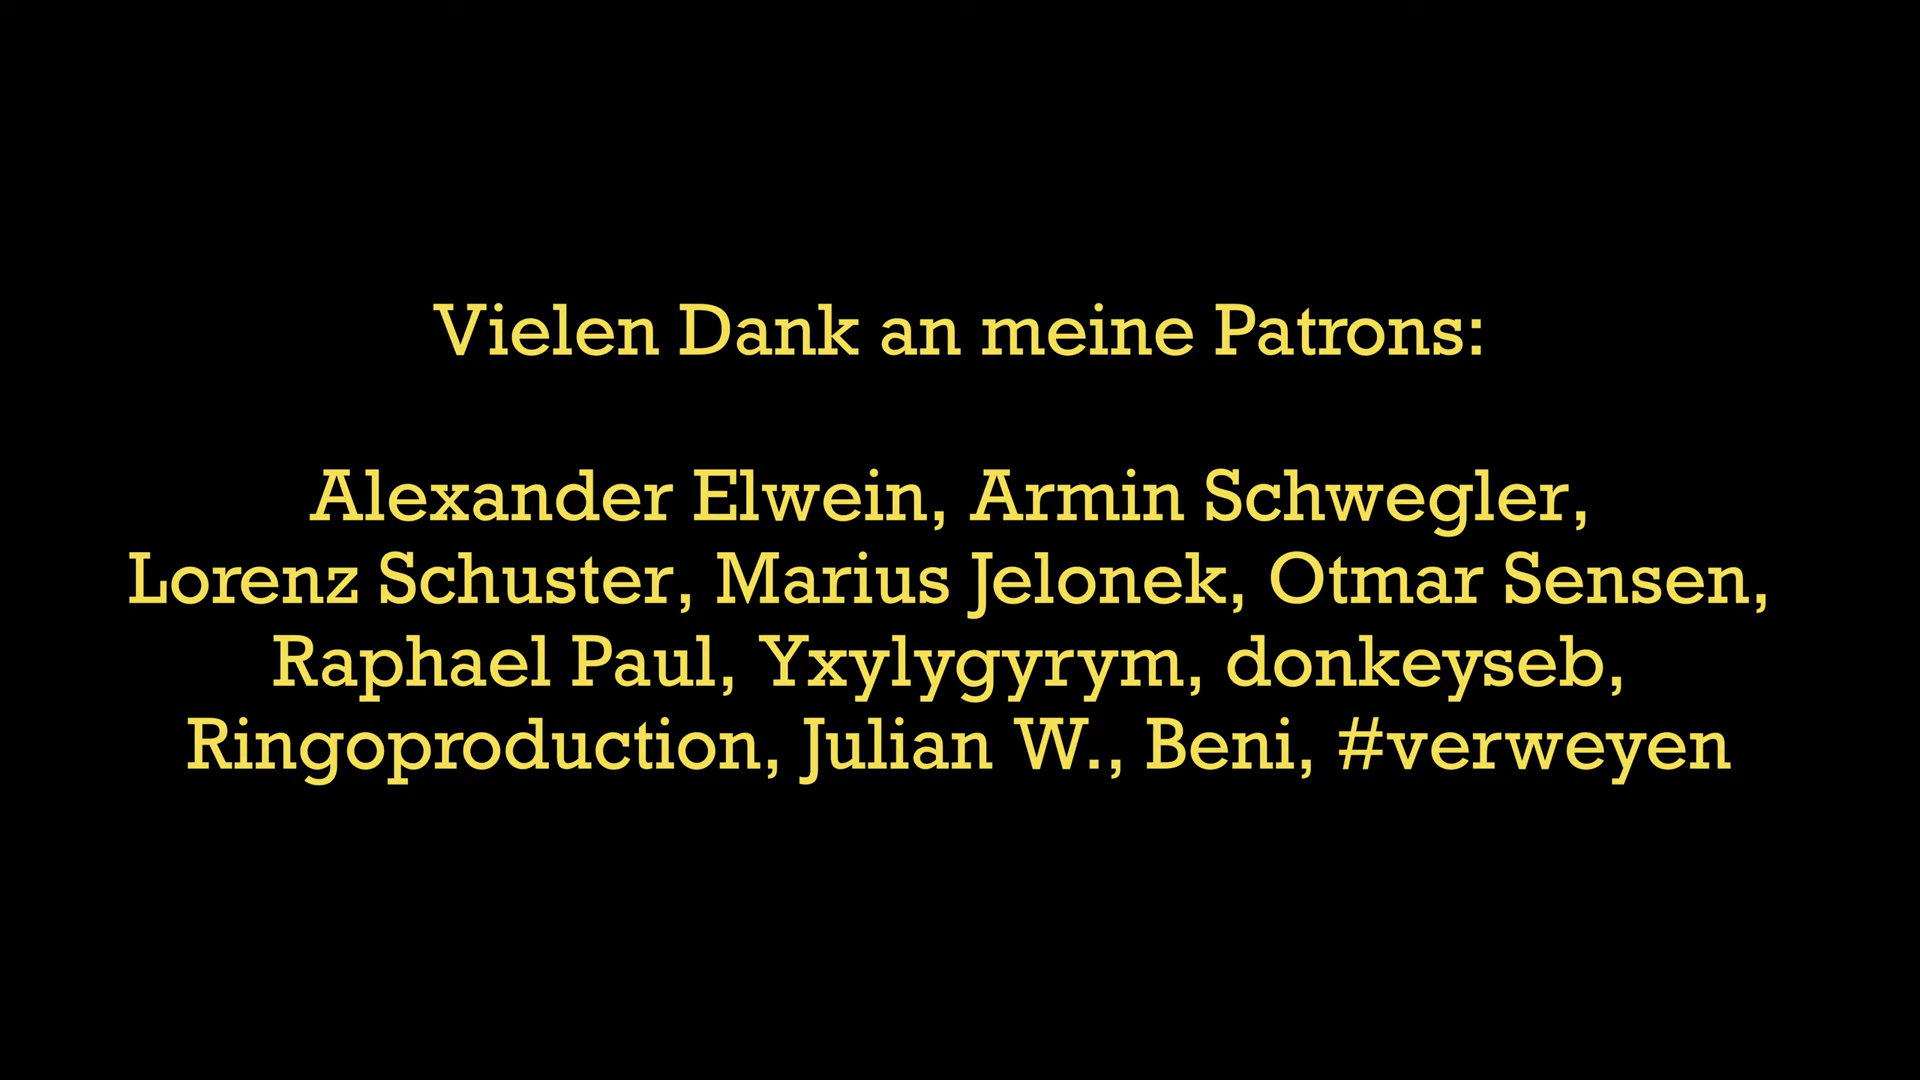 Vielen Dank an meine Patrons:
Alexander Elwein, Armin Schwegler,
Lorenz Schuster, Marius Jelonek, Otmar Sensen,
Raphael Paul, Yxylygyrym, donkeyseb,
Ringoproduction, Julian W., Beni, #verweyen